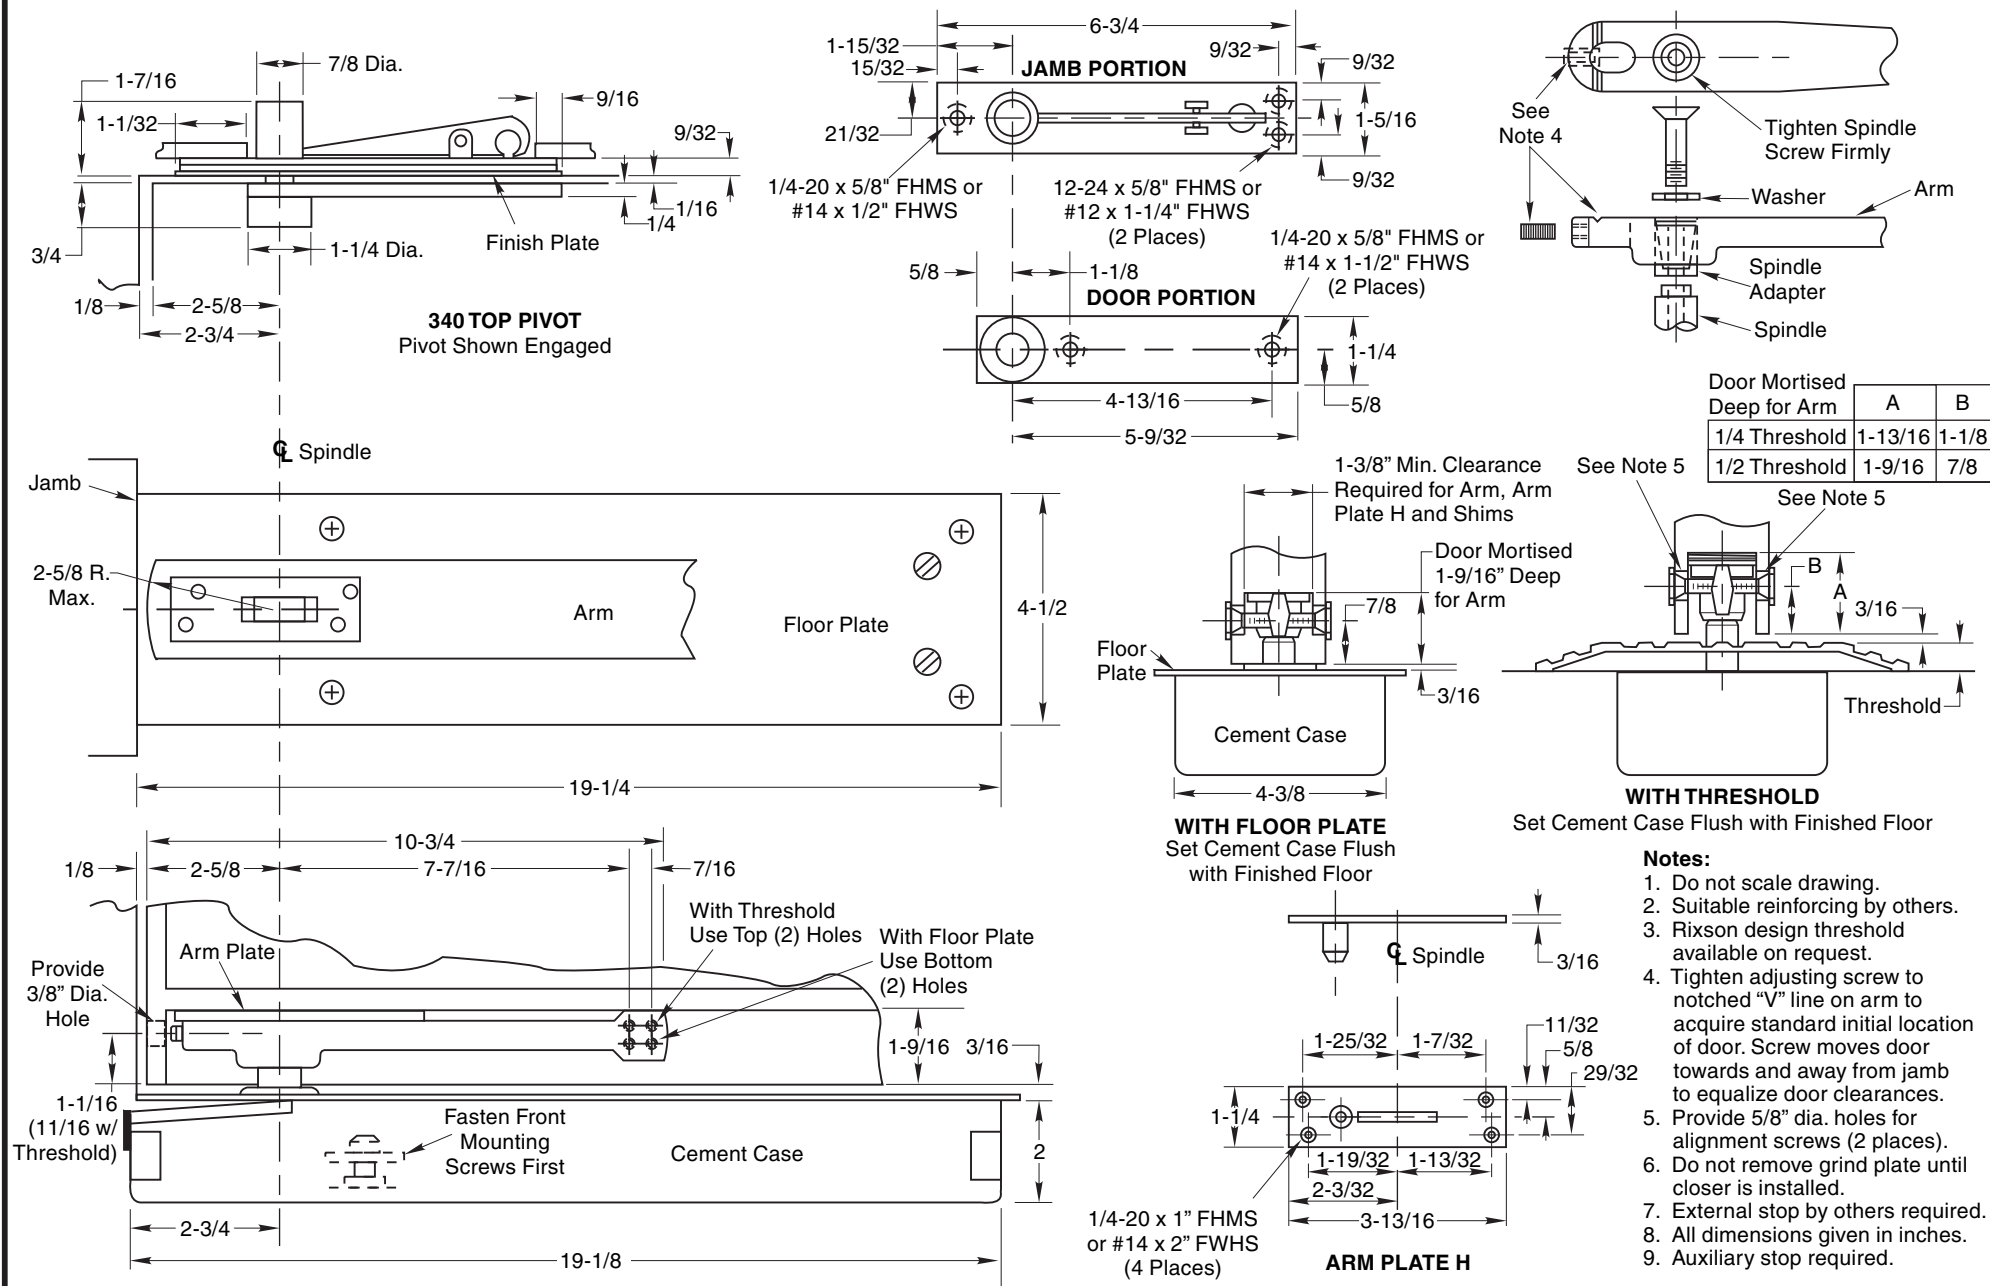 7/8 Dia.
1-7/16
1-1/32
9/16
9/32
1/16
1/4
3/4
1-1/4 Dia.
Finish Plate
1/8
2-5/8
2-3/4
340 TOP PIVOT
Pivot Shown Engaged
6-3/4
1-15/32
15/32
9/32
9/32
JAMB PORTION
21/32
1-5/16
9/32
1/4-20 x 5/8" FHMS or
#14 x 1/2" FHWS
12-24 x 5/8" FHMS or
#12 x 1-1/4" FHWS
(2 Places)
1/4-20 x 5/8" FHMS or
#14 x 1-1/2" FHWS
(2 Places)
5/8
1-1/8
DOOR PORTION
1-1/4
4-13/16
5/8
5-9/32
See
Note 4
Tighten Spindle
Screw Firmly
Washer
Arm
Spindle
Adapter
Spindle
Door Mortised
Deep for Arm
A
B
1/4 Threshold
1-13/16
1-1/8
1/2 Threshold
1-9/16
7/8
℄ Spindle
Jamb
2-5/8 R.
Max.
Arm
Floor Plate
4-1/2
19-1/4
1-3/8” Min. Clearance
Required for Arm, Arm
Plate H and Shims
Door Mortised
1-9/16” Deep
for Arm
7/8
Floor
Plate
3/16
Cement Case
4-3/8
WITH FLOOR PLATE
Set Cement Case Flush
with Finished Floor
See Note 5
See Note 5
B
A
3/16
Threshold
WITH THRESHOLD
Set Cement Case Flush with Finished Floor
10-3/4
1/8
2-5/8
7-7/16
7/16
With Threshold
Use Top (2) Holes
With Floor Plate
Use Bottom
(2) Holes
Arm Plate
Provide
3/8” Dia.
Hole
1-9/16
3/16
1-1/16
(11/16 w/
Threshold)
Fasten Front
Mounting
Screws First
Cement Case
2
2-3/4
19-1/8
℄ Spindle
3/16
1-25/32
1-7/32
11/32
5/8
29/32
1-1/4
1-19/32
1-13/32
2-3/32
3-13/16
1/4-20 x 1” FHMS
or #14 x 2” FWHS
(4 Places)
ARM PLATE H
Notes:
1. Do not scale drawing.
2. Suitable reinforcing by others.
3. Rixson design threshold
available on request.
4. Tighten adjusting screw to
notched “V” line on arm to
acquire standard initial location
of door. Screw moves door
towards and away from jamb
to equalize door clearances.
5. Provide 5/8” dia. holes for
alignment screws (2 places).
6. Do not remove grind plate until
closer is installed.
7. External stop by others required.
8. All dimensions given in inches.
9. Auxiliary stop required.